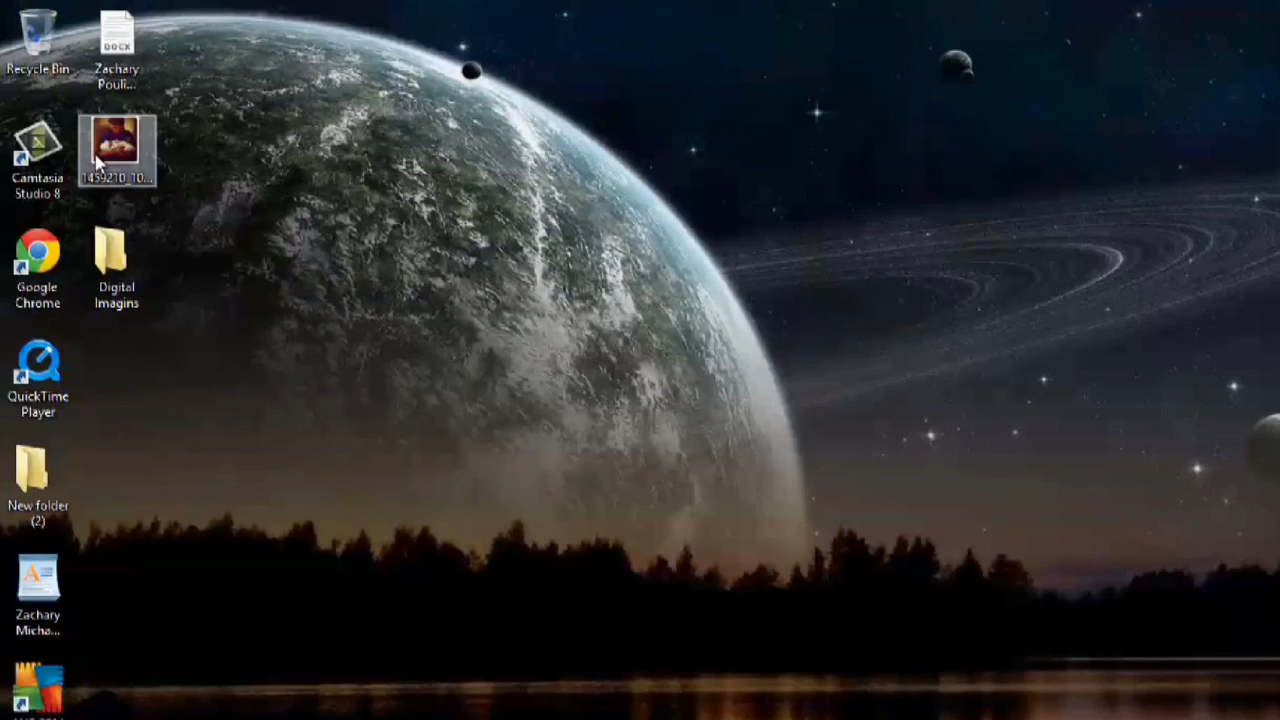 Recycle Bin
Zachary
Pouli...
DOCX
Camtasia
Studio 8
1459210_10...
Google
Chrome
Digital
Imagins
QuickTime
Player
New folder
(2)
Zachary
Micha...